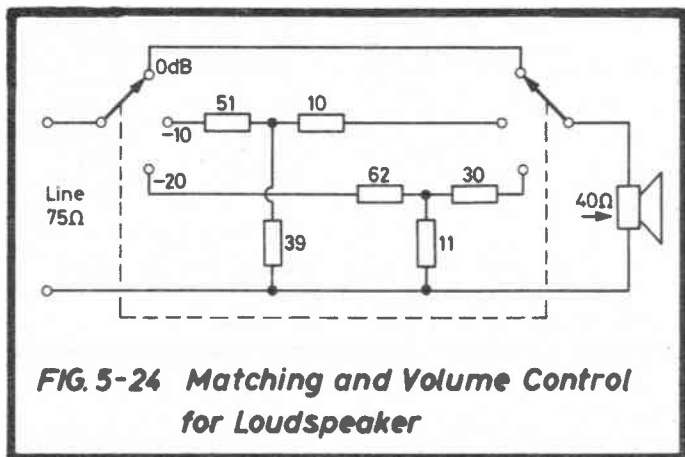 0dB
51
10
-10
-20
62
30
Line
75Ω
39
11
40Ω
FIG. 5-24 Matching and Volume Control
for Loudspeaker